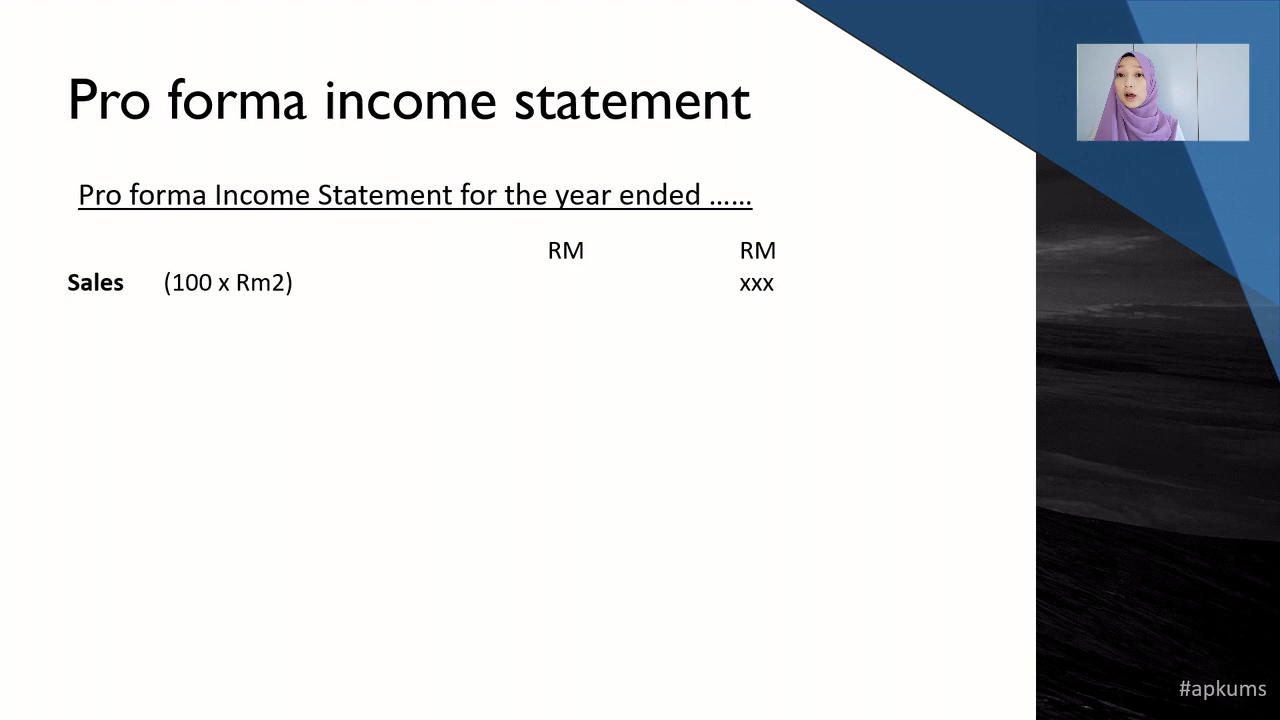 Pro forma income statement
Pro forma Income Statement for the year ended ......
RM RM
Sales (100 x Rm2) xxx
#apkums